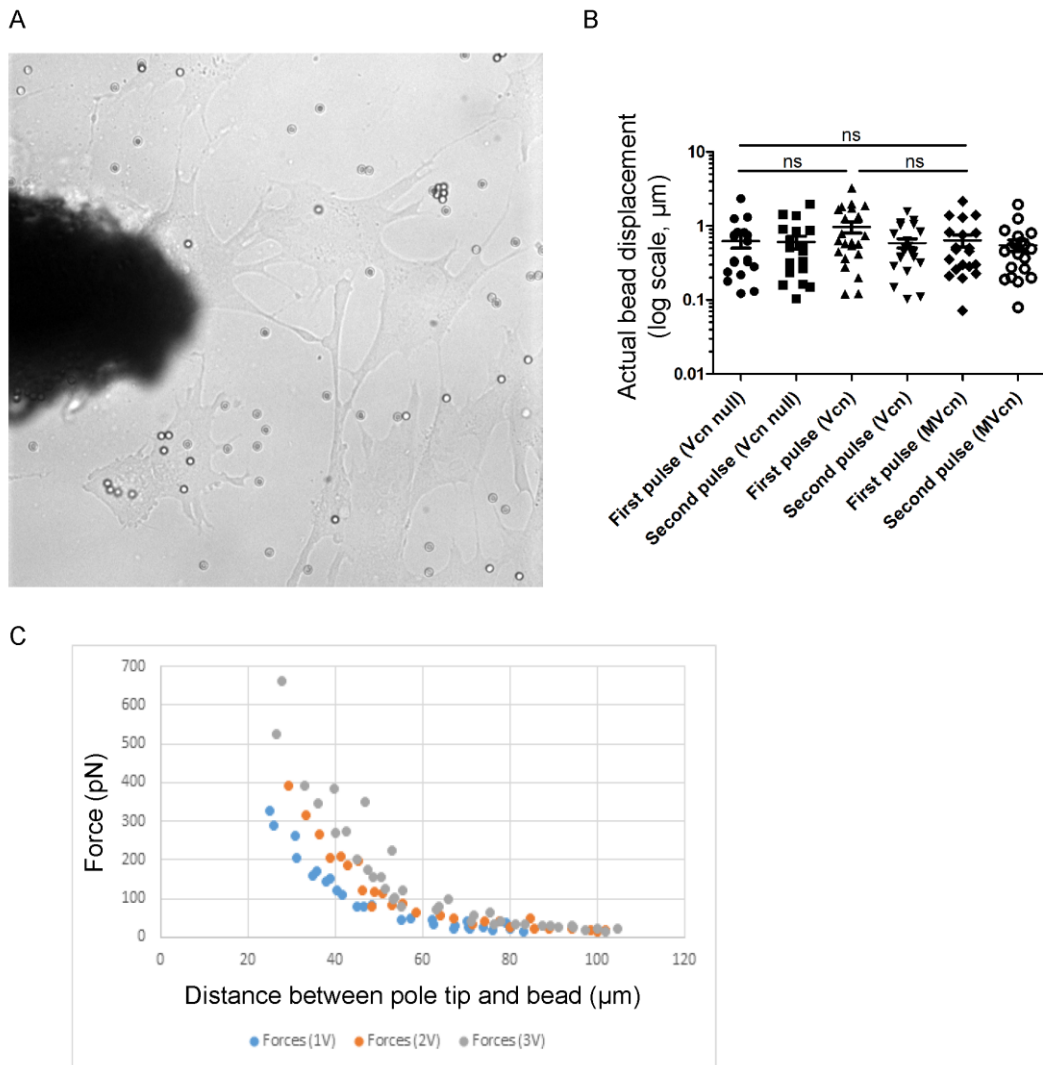 A
B
ns
ns
ns
Actual bead displacement
(log scale, µm)
10
1
0.1
0.01
First pulse (Vcn null)
Second pulse (Vcn null)
First pulse (Vcn)
Second pulse (Vcn)
First pulse (MVcn)
Second pulse (MVcn)
C
Force (pN)
700
600
500
400
300
200
100
0
0 20 40 60 80 100 120
Distance between pole tip and bead (µm)
Forces (1V) Forces (2V) Forces (3V)